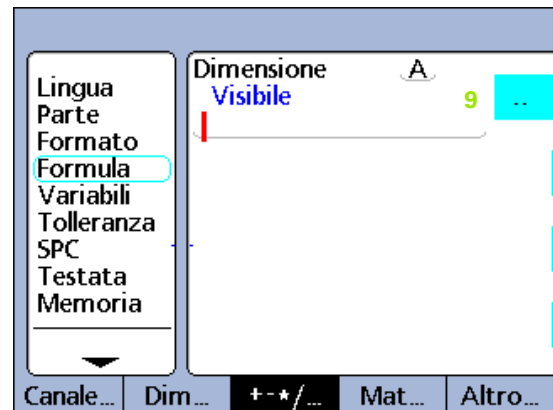 Lingua
Parte
Formato
Formula
Variabili
Tolleranza
SPC
Testata
Memoria
Dimensione A
Visibile 9 ..
Canale... Dim... +-*/... Mat... Altro...